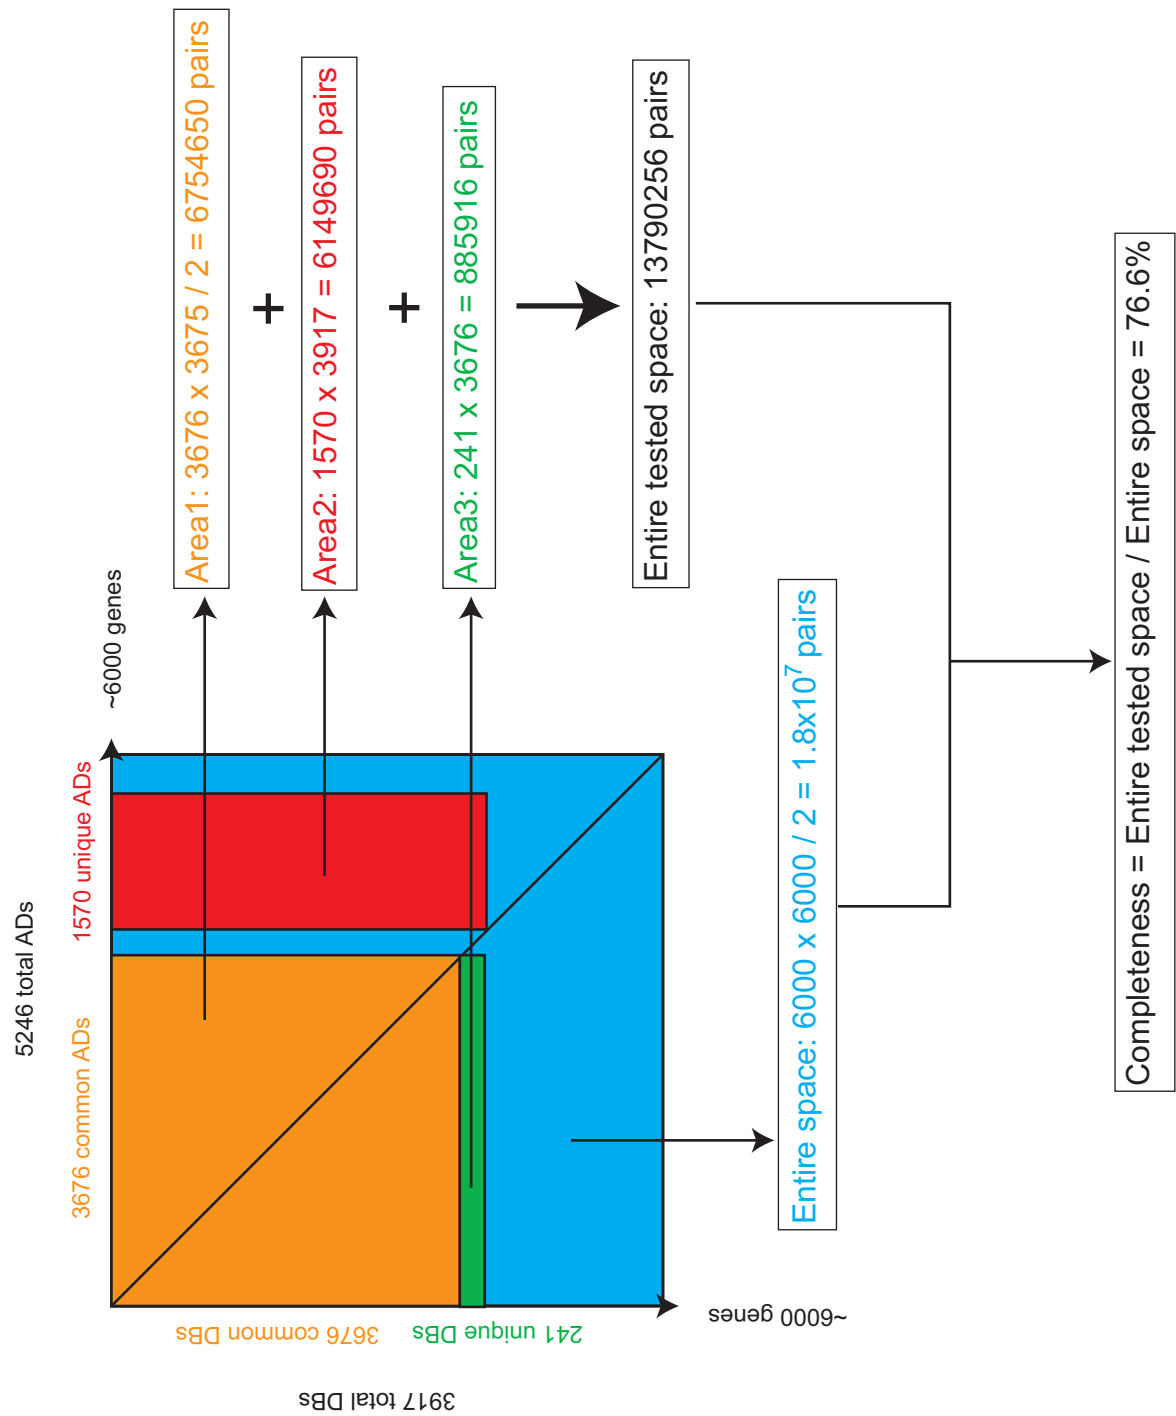 5246 total ADs
3676 common ADs
1570 unique ADs
~6000 genes
3917 total DBs
3676 common DBs
241 unique DBs
~6000 genes
Area1: 3676 x 3675 / 2 = 6754650 pairs
+
Area2: 1570 x 3917 = 6149690 pairs
+
Area3: 241 x 3676 = 885916 pairs
Entire tested space: 13790256 pairs
Entire space: 6000 x 6000 / 2 = 1.8x10⁷ pairs
Completeness = Entire tested space / Entire space = 76.6%